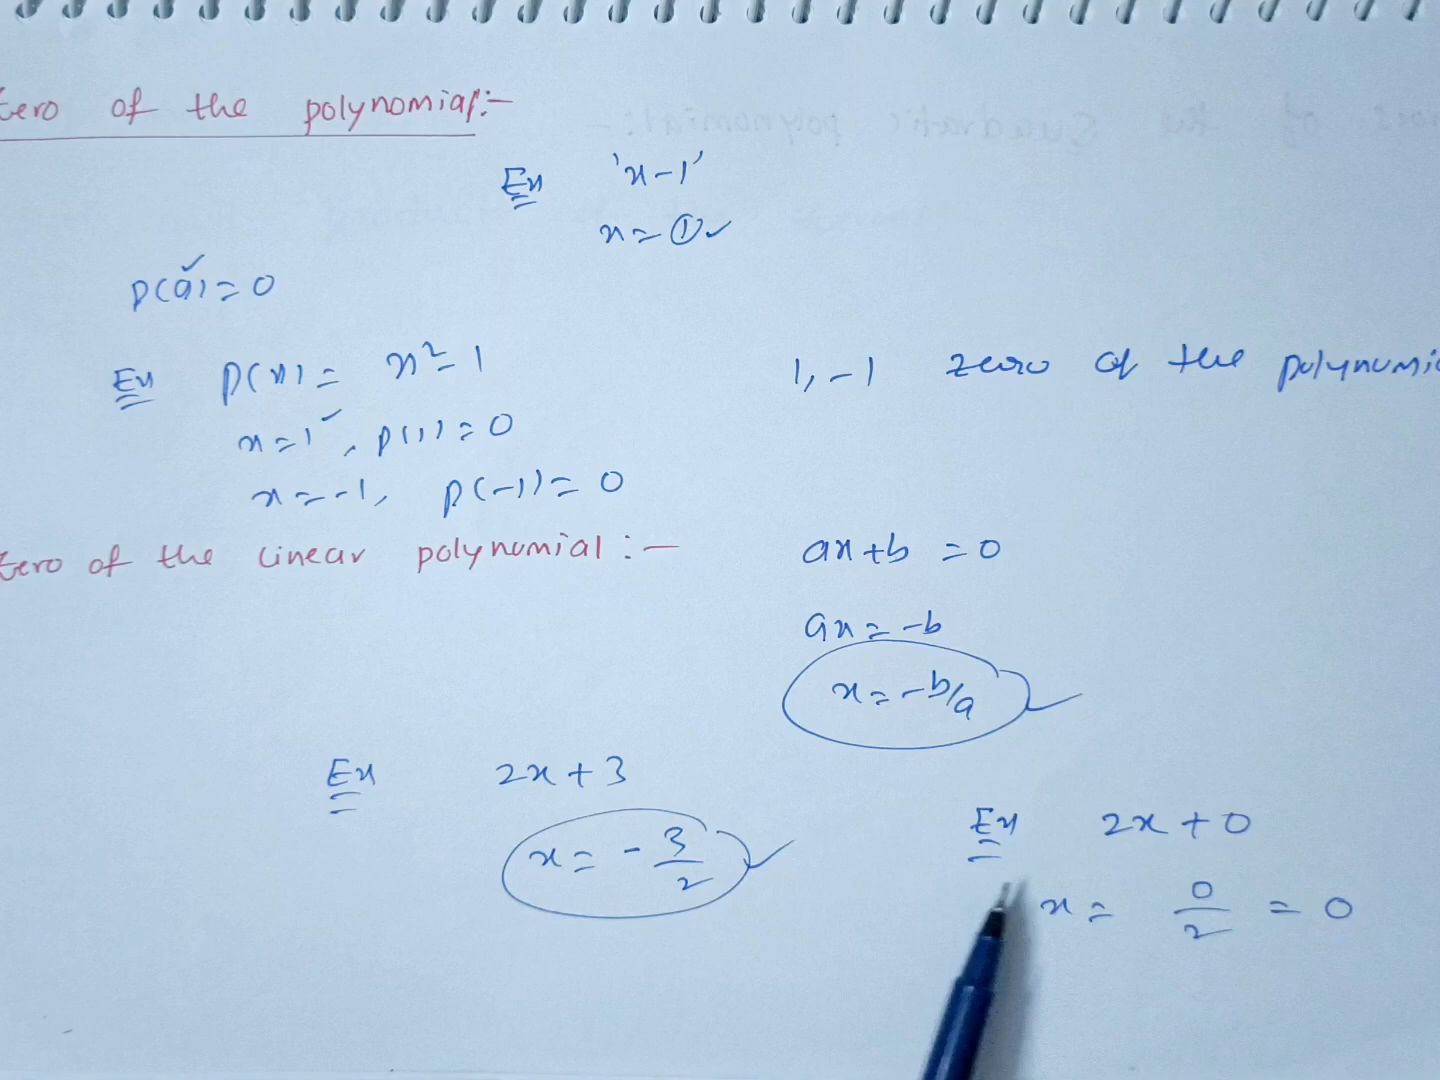 zero of the polynomial:-
Ex 'x-1'
x = 1
p(a) = 0
Ex p(x) = x² - 1 1, -1 zero of the polynomi
x = 1, p(1) = 0
x = -1, p(-1) = 0
zero of the linear polynomial :- ax + b = 0
ax = -b
x = -b/a
Ex 2x + 3
x = -3/2
Ex 2x + 0
x = 0/2 = 0